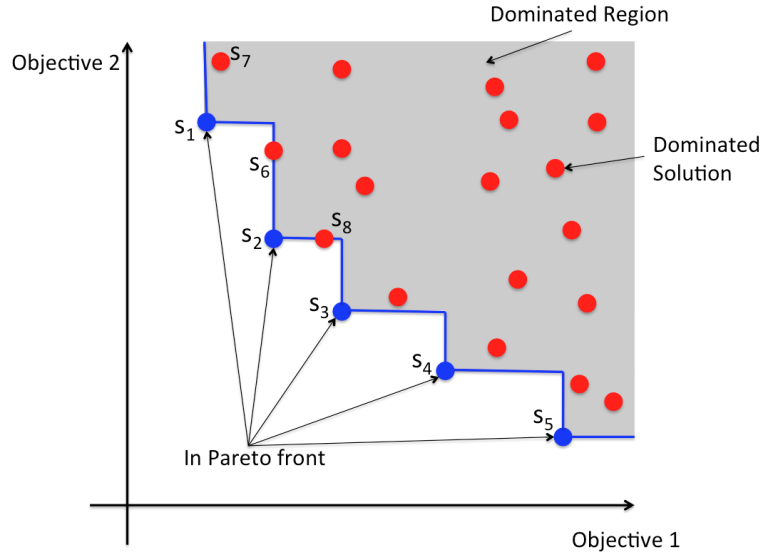 Dominated Region
Objective 2
s7
s1
Dominated
Solution
s6
s8
s2
s3
s4
s5
In Pareto front
Objective 1